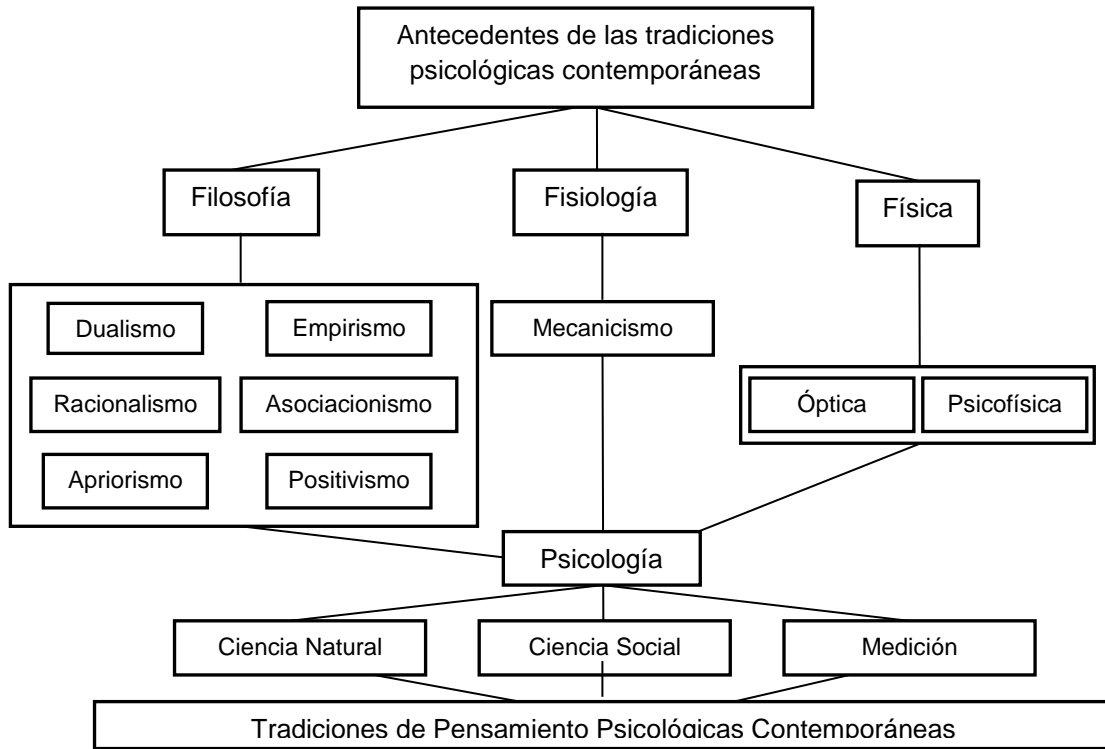 Antecedentes de las tradiciones
psicológicas contemporáneas
Filosofía
Fisiología
Física
Dualismo
Empirismo
Mecanicismo
Racionalismo
Asociacionismo
Óptica
Psicofísica
Apriorismo
Positivismo
Psicología
Ciencia Natural
Ciencia Social
Medición
Tradiciones de Pensamiento Psicológicas Contemporáneas